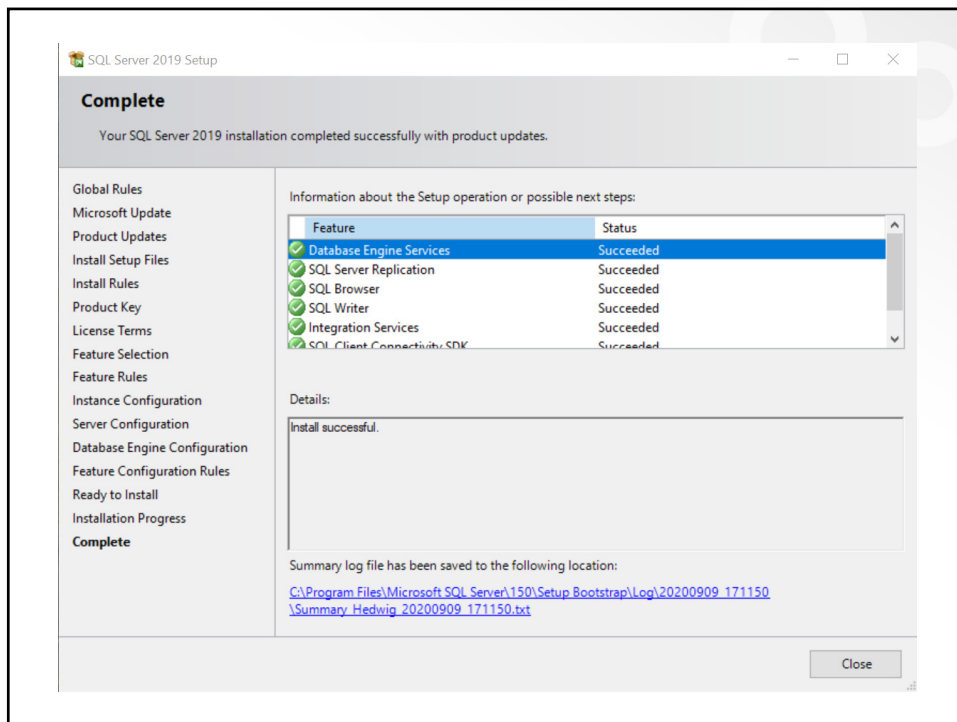 SQL Server 2019 Setup
Complete
Your SQL Server 2019 installation completed successfully with product updates.
Global Rules
Microsoft Update
Product Updates
Install Setup Files
Install Rules
Product Key
License Terms
Feature Selection
Feature Rules
Instance Configuration
Server Configuration
Database Engine Configuration
Feature Configuration Rules
Ready to Install
Installation Progress
Complete
Information about the Setup operation or possible next steps:
Feature Status
Database Engine Services Succeeded
SQL Server Replication Succeeded
SQL Browser Succeeded
SQL Writer Succeeded
Integration Services Succeeded
SQL Client Connectivity SDK Succeeded
Details:
Install successful.
Summary log file has been saved to the following location:
C:\Program Files\Microsoft SQL Server\150\Setup Bootstrap\Log\20200909_171150
\Summary_Hedwig_20200909_171150.txt
Close